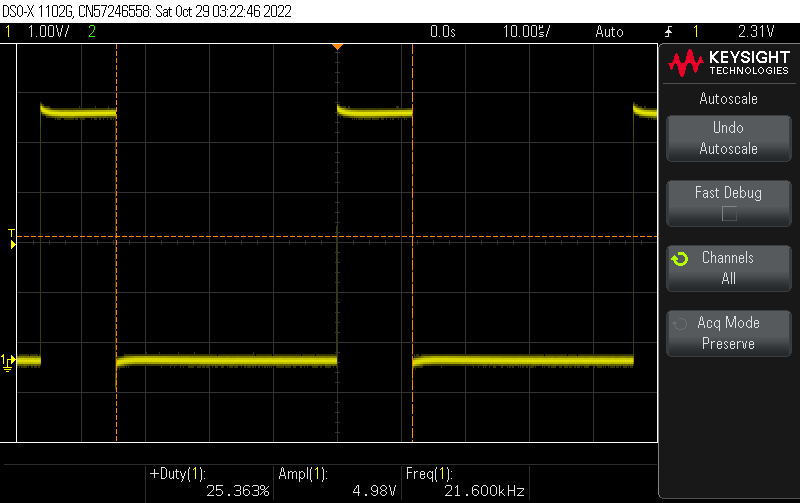 DSO-X 1102G, CN57246558: Sat Oct 29 03:22:46 2022
1 1.00V/ 2 0.0s 10.00us/ Auto 1 2.31V
KEYSIGHT
TECHNOLOGIES
Autoscale
Undo
Autoscale
Fast Debug
Channels
All
Acq Mode
Preserve
T
1
+Duty(1): Ampl(1): Freq(1):
25.363% 4.98V 21.600kHz